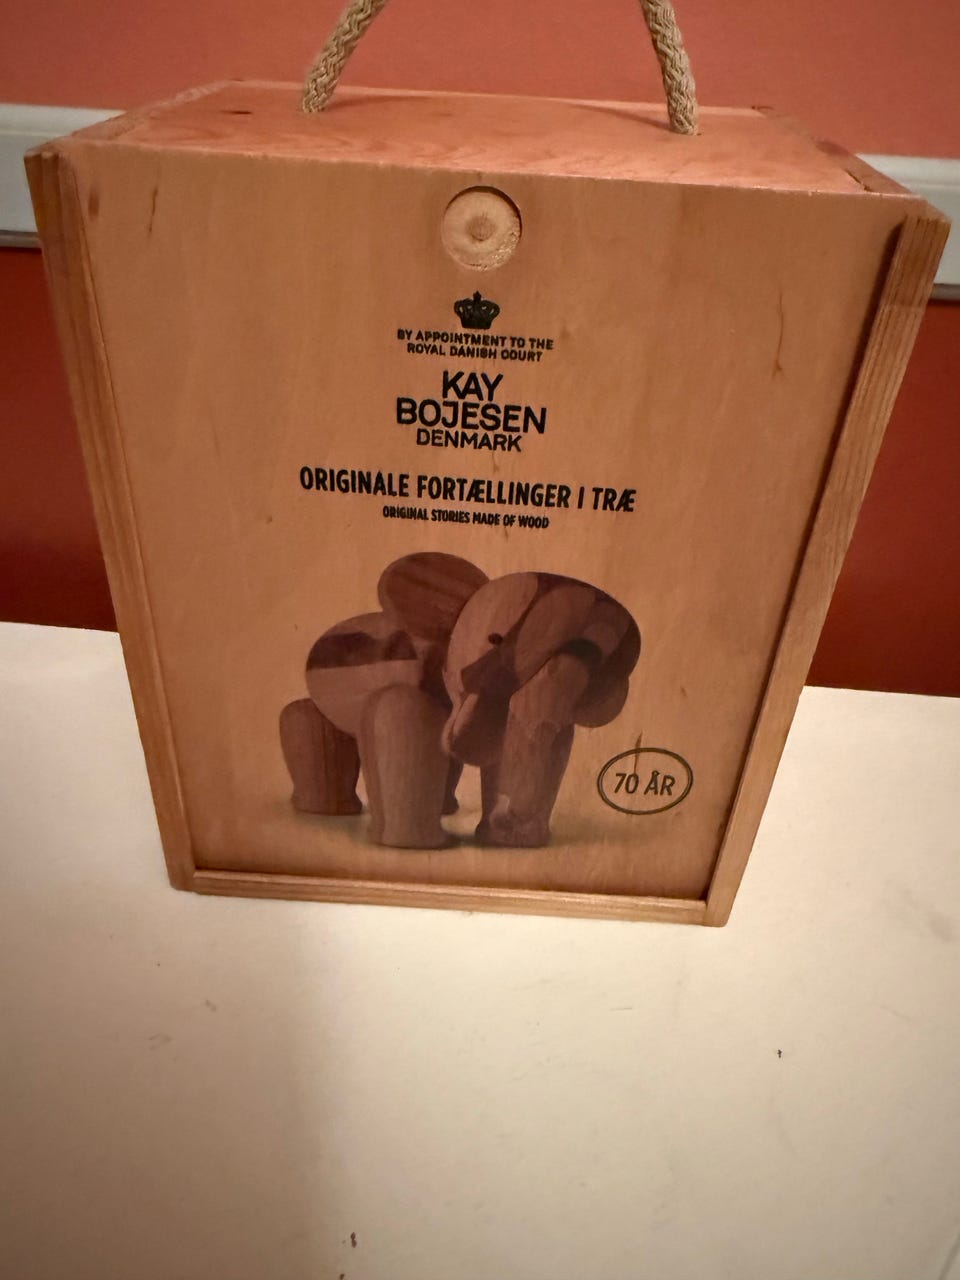 BY APPOINTMENT TO THE
ROYAL DANISH COURT
KAY
BOJESEN
DENMARK
ORIGINALE FORTÆLLINGER I TRÆ
ORIGINAL STORIES MADE OF WOOD
70 ÅR